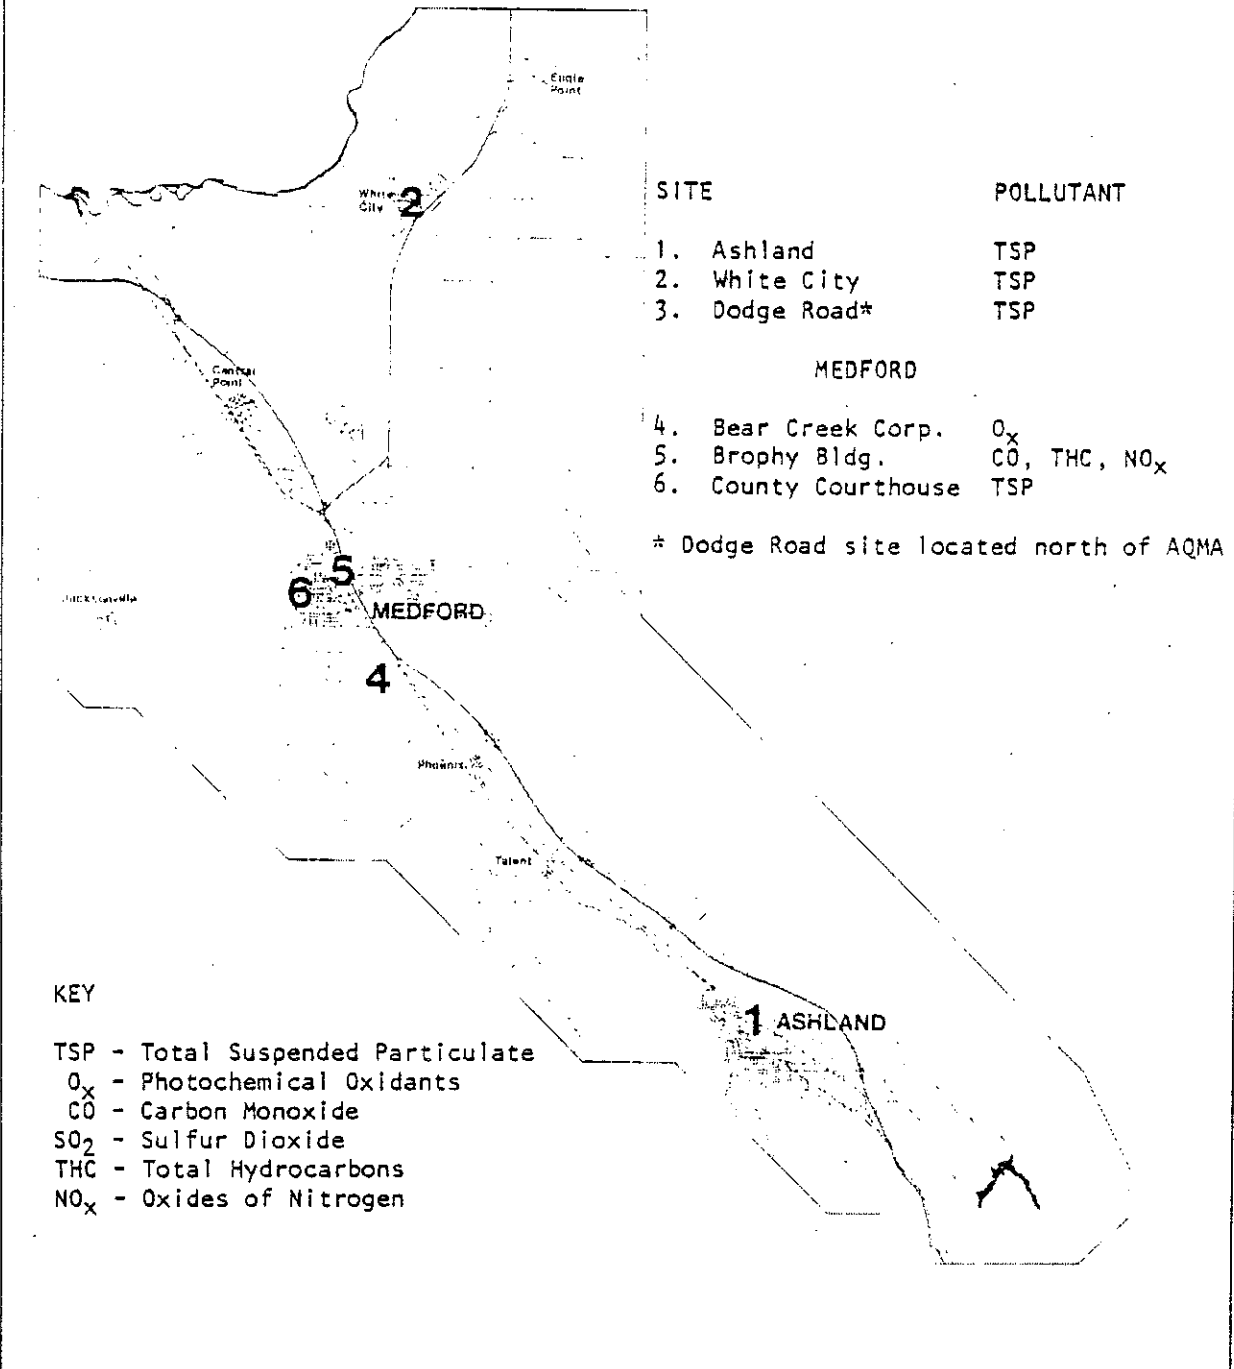 Eagle
Point
White
City
2
SITE POLLUTANT
1. Ashland TSP
2. White City TSP
3. Dodge Road* TSP
MEDFORD
4. Bear Creek Corp. Ox
5. Brophy Bldg. CO, THC, NOx
6. County Courthouse TSP
* Dodge Road site located north of AQMA
Central
Point
5
6
MEDFORD
Jacksonville
4
Phoenix
Talent
1 ASHLAND
KEY
TSP - Total Suspended Particulate
Ox - Photochemical Oxidants
CO - Carbon Monoxide
SO2 - Sulfur Dioxide
THC - Total Hydrocarbons
NOx - Oxides of Nitrogen